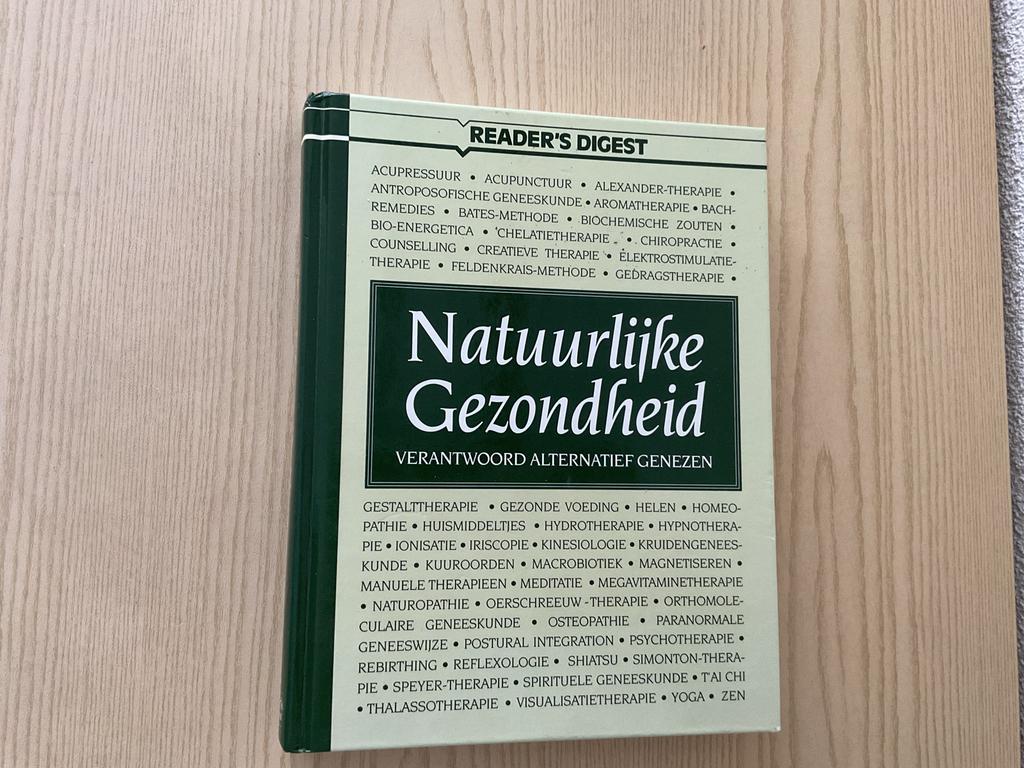 READER'S DIGEST
ACUPRESSUUR • ACUPUNCTUUR • ALEXANDER-THERAPIE •
ANTROPOSOFISCHE GENEESKUNDE • AROMATHERAPIE • BACH-
REMEDIES • BATES-METHODE • BIOCHEMISCHE ZOUTEN •
BIO-ENERGETICA • CHELATIETHERAPIE • CHIROPRACTIE •
COUNSELLING • CREATIEVE THERAPIE • ELEKTROSTIMULATIE-
THERAPIE • FELDENKRAIS-METHODE • GEDRAGSTHERAPIE •
Natuurlijke
Gezondheid
VERANTWOORD ALTERNATIEF GENEZEN
GESTALTTHERAPIE • GEZONDE VOEDING • HELEN • HOMEO-
PATHIE • HUISMIDDELTJES • HYDROTHERAPIE • HYPNOTHERA-
PIE • IONISATIE • IRISCOPIE • KINESIOLOGIE • KRUIDENGENEES-
KUNDE • KUUROORDEN • MACROBIOTIEK • MAGNETISEREN •
MANUELE THERAPIEEN • MEDITATIE • MEGAVITAMINETHERAPIE
• NATUROPATHIE • OERSCHREEUW-THERAPIE • ORTHOMOLE-
CULAIRE GENEESKUNDE • OSTEOPATHIE • PARANORMALE
GENEESWIJZE • POSTURAL INTEGRATION • PSYCHOTHERAPIE •
REBIRTHING • REFLEXOLOGIE • SHIATSU • SIMONTON-THERA-
PIE • SPEYER-THERAPIE • SPIRITUELE GENEESKUNDE • T'AI CHI
• THALASSOTHERAPIE • VISUALISATIETHERAPIE • YOGA • ZEN